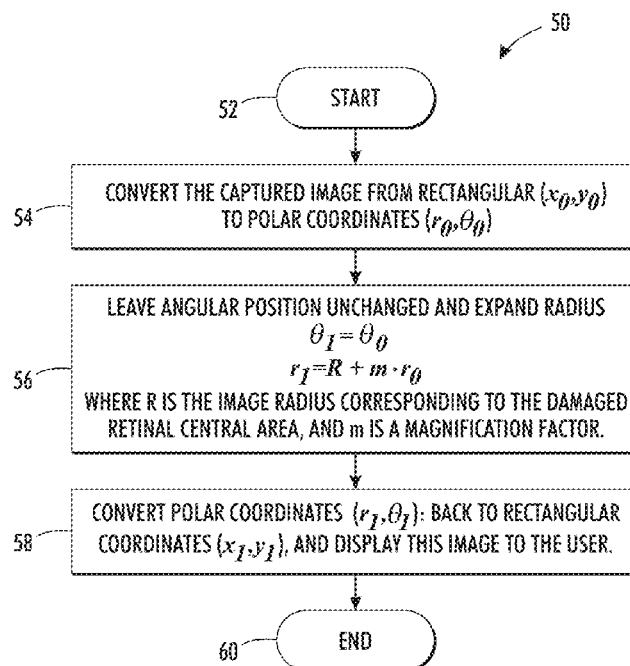 50
52
START
54
CONVERT THE CAPTURED IMAGE FROM RECTANGULAR (x₀,y₀)
TO POLAR COORDINATES (r₀,θ₀)
56
LEAVE ANGULAR POSITION UNCHANGED AND EXPAND RADIUS
θ₁=θ₀
r₁=R + m·r₀
WHERE R IS THE IMAGE RADIUS CORRESPONDING TO THE DAMAGED
RETINAL CENTRAL AREA, AND m IS A MAGNIFICATION FACTOR.
58
CONVERT POLAR COORDINATES (r₁,θ₁): BACK TO RECTANGULAR
COORDINATES (x₁,y₁), AND DISPLAY THIS IMAGE TO THE USER.
60
END